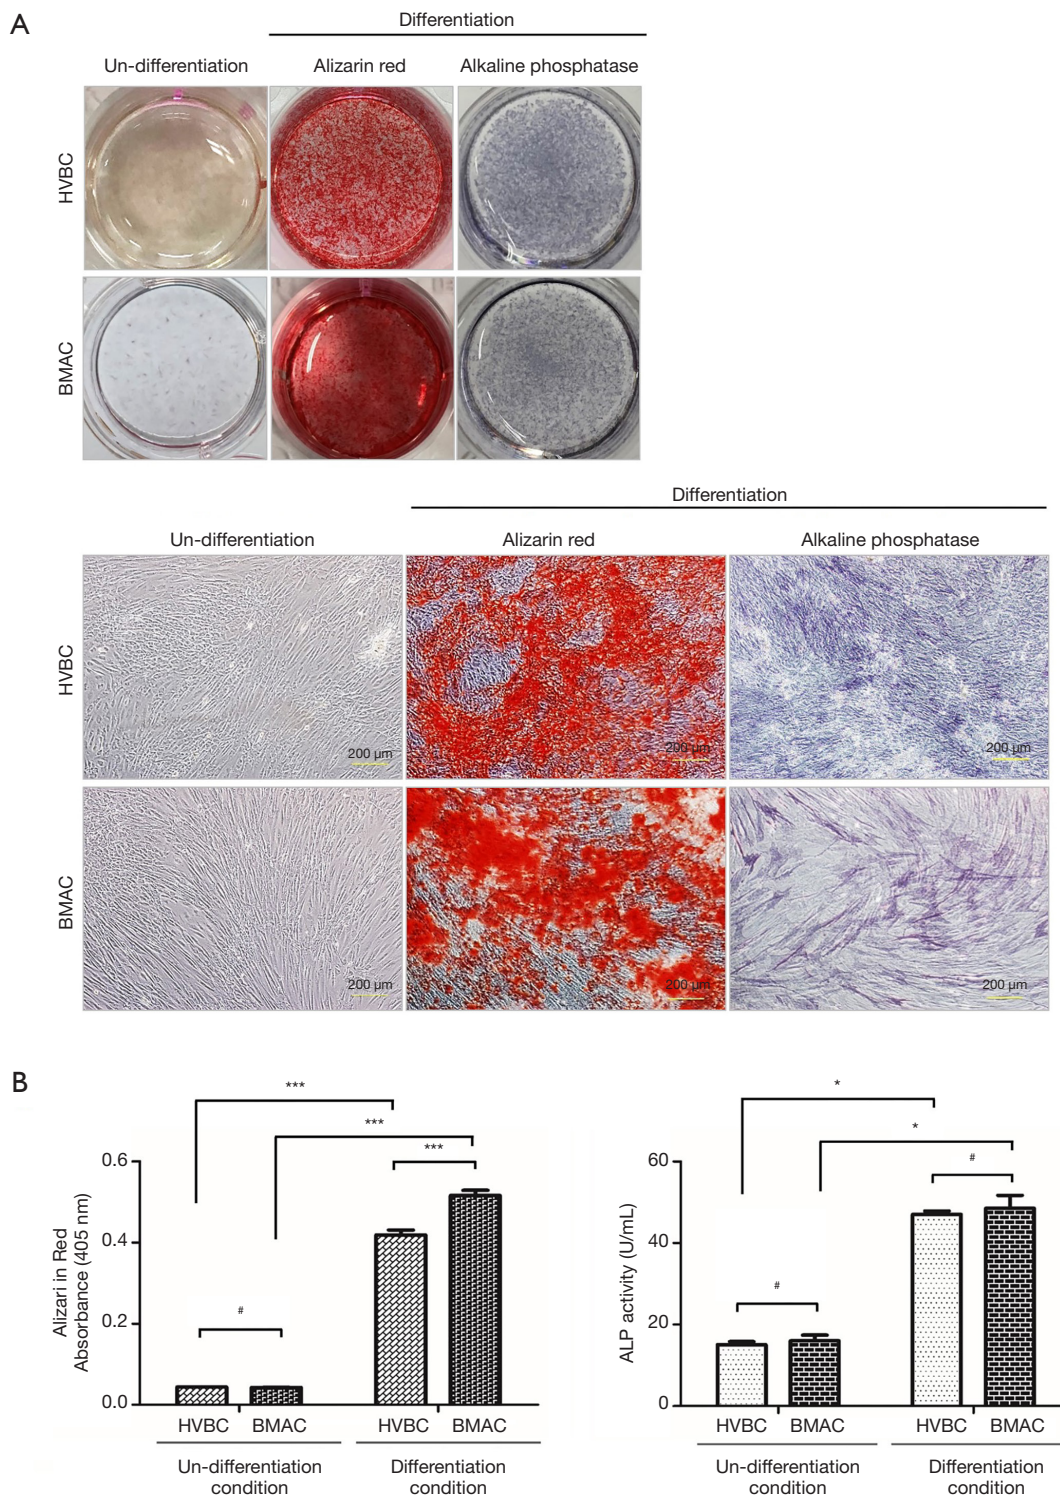 A
Differentiation
Un-differentiation
Alizarin red
Alkaline phosphatase
HVBC
BMAC
Differentiation
Un-differentiation
Alizarin red
Alkaline phosphatase
HVBC
200 µm
200 µm
200 µm
BMAC
200 µm
200 µm
200 µm
B
***
***
***
#
0.6
0.4
0.2
0.0
Alizari in Red
Absorbance (405 nm)
HVBC
BMAC
HVBC
BMAC
Un-differentiation
condition
Differentiation
condition
*
*
#
#
60
40
20
0
ALP activity (U/mL)
HVBC
BMAC
HVBC
BMAC
Un-differentiation
condition
Differentiation
condition